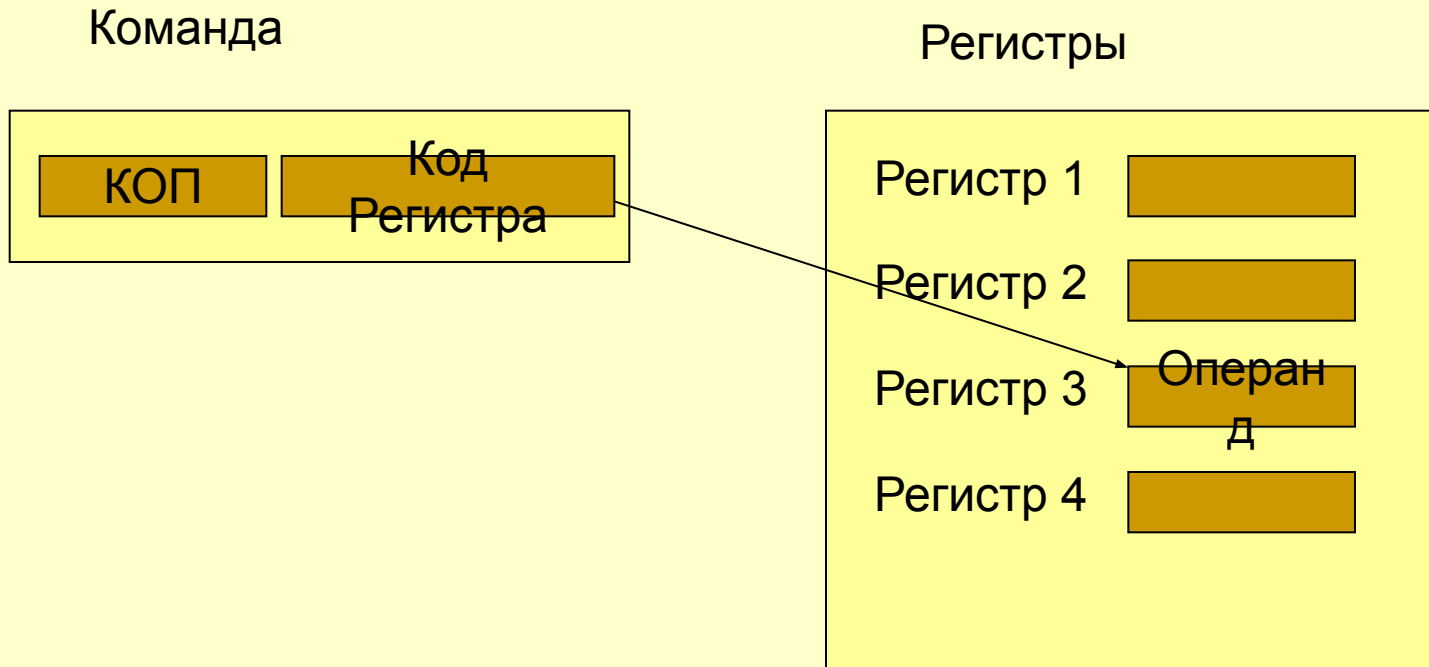 Команда
Регистры
КОП
Код
Регистра
Регистр 1
Регистр 2
Регистр 3
Операн
д
Регистр 4